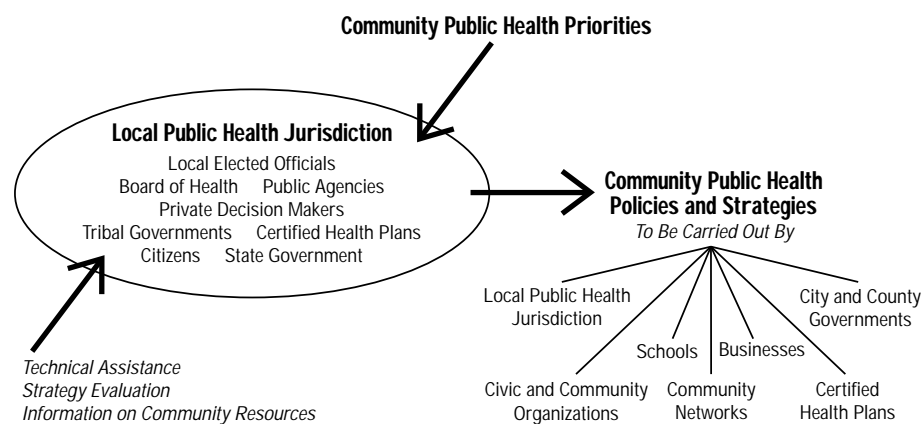 Community Public Health Priorities
Local Public Health Jurisdiction
Local Elected Officials
Board of Health Public Agencies
Private Decision Makers
Tribal Governments Certified Health Plans
Citizens State Government
Technical Assistance
Strategy Evaluation
Information on Community Resources
Community Public Health
Policies and Strategies
To Be Carried Out By
Local Public Health
Jurisdiction
City and County
Governments
Schools
Businesses
Civic and Community
Organizations
Community
Networks
Certified
Health Plans